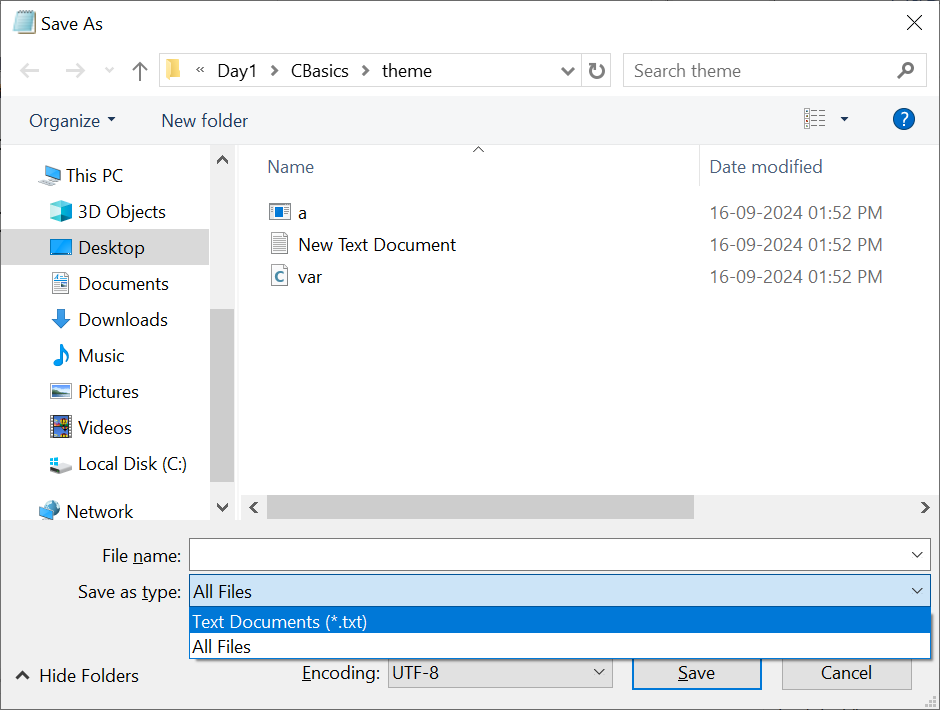 Save As
« Day1 > CBasics > theme
Search theme
Organize
New folder
?
This PC
3D Objects
Desktop
Documents
Downloads
Music
Pictures
Videos
Local Disk (C:)
Network
Name Date modified
a 16-09-2024 01:52 PM
New Text Document 16-09-2024 01:52 PM
C var 16-09-2024 01:52 PM
File name:
Save as type: All Files
Text Documents (*.txt)
All Files
Hide Folders
Encoding: UTF-8
Save
Cancel